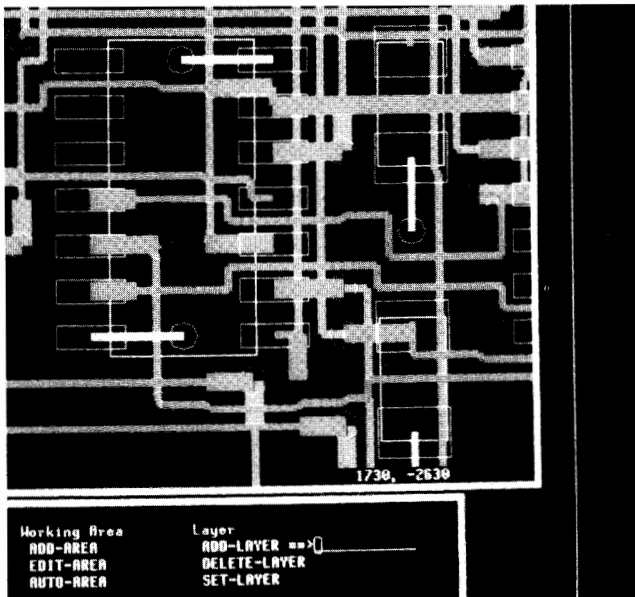 1730, -2630
Working Area Layer
ADD-AREA ADD-LAYER ==>
EDIT-AREA DELETE-LAYER
AUTO-AREA SET-LAYER